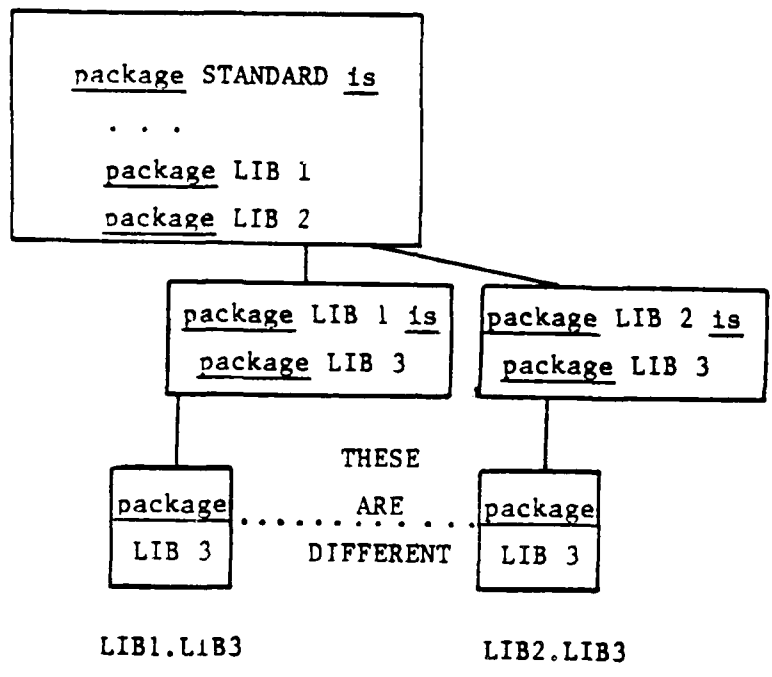 package STANDARD is
. . .
package LIB 1
package LIB 2
package LIB 1 is
package LIB 3
package LIB 2 is
package LIB 3
THESE
ARE
DIFFERENT
package
LIB 3
package
LIB 3
LIB1.LIB3
LIB2.LIB3